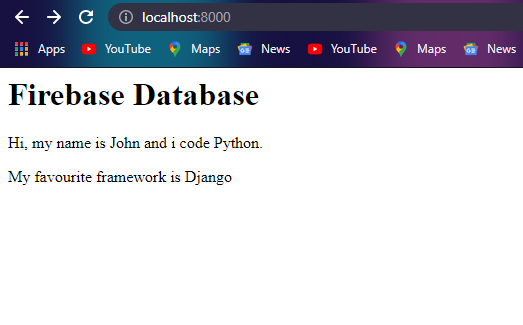 localhost:8000
Apps YouTube Maps News YouTube Maps News
Firebase Database
Hi, my name is John and i code Python.
My favourite framework is Django